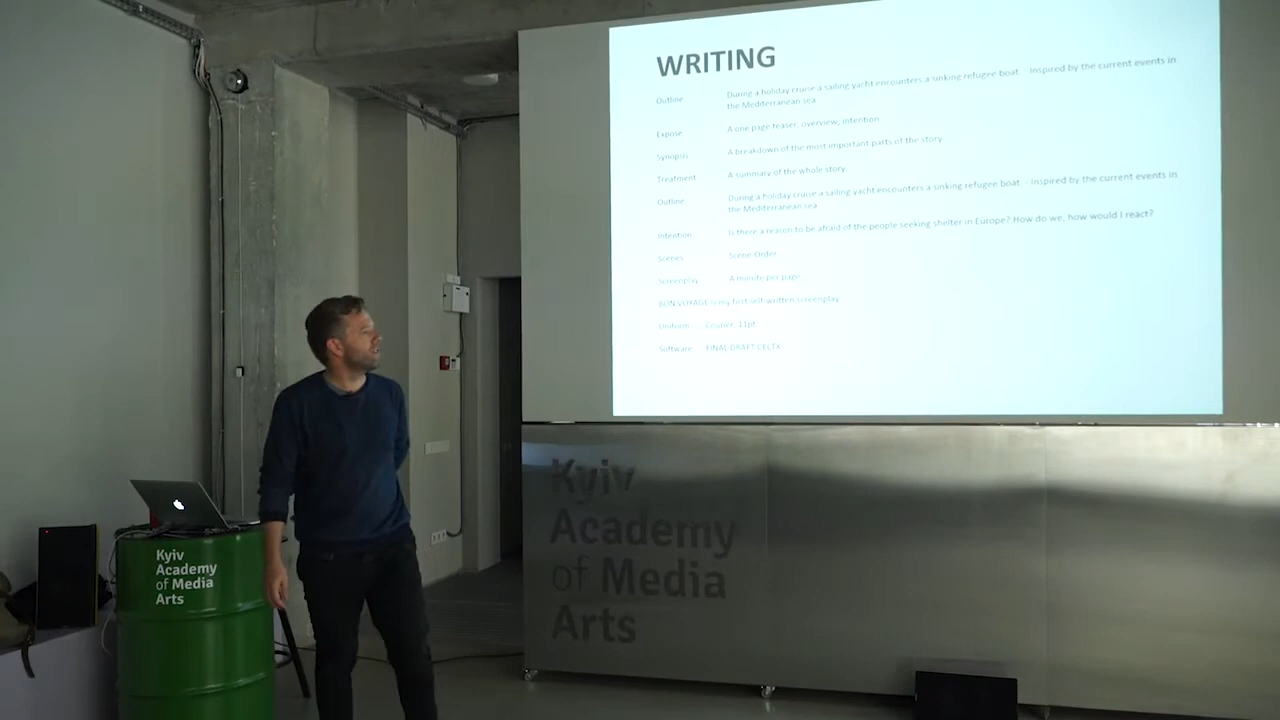 WRITING
Outline: During a holiday cruise a sailing yacht encounters a sinking refugee boat. Inspired by the current events in
the Mediterranean sea
Expose: A one page teaser, overview, intention
Synopsis: A breakdown of the most important parts of the story
Treatment: A summary of the whole story.
Outline: During a holiday cruise a sailing yacht encounters a sinking refugee boat. Inspired by the current events in
the Mediterranean sea
Intention: Is there a reason to be afraid of the people seeking shelter in Europe? How do we, how would I react?
Scenes: Scene Order
Screenplay: A minute per page
BON VOYAGE is my first self-written screenplay
Uniform: Courier, 11pt
Software: FINAL DRAFT CELTX
Kyiv
Academy
of Media
Arts
Kyiv
Academy
of Media
Arts